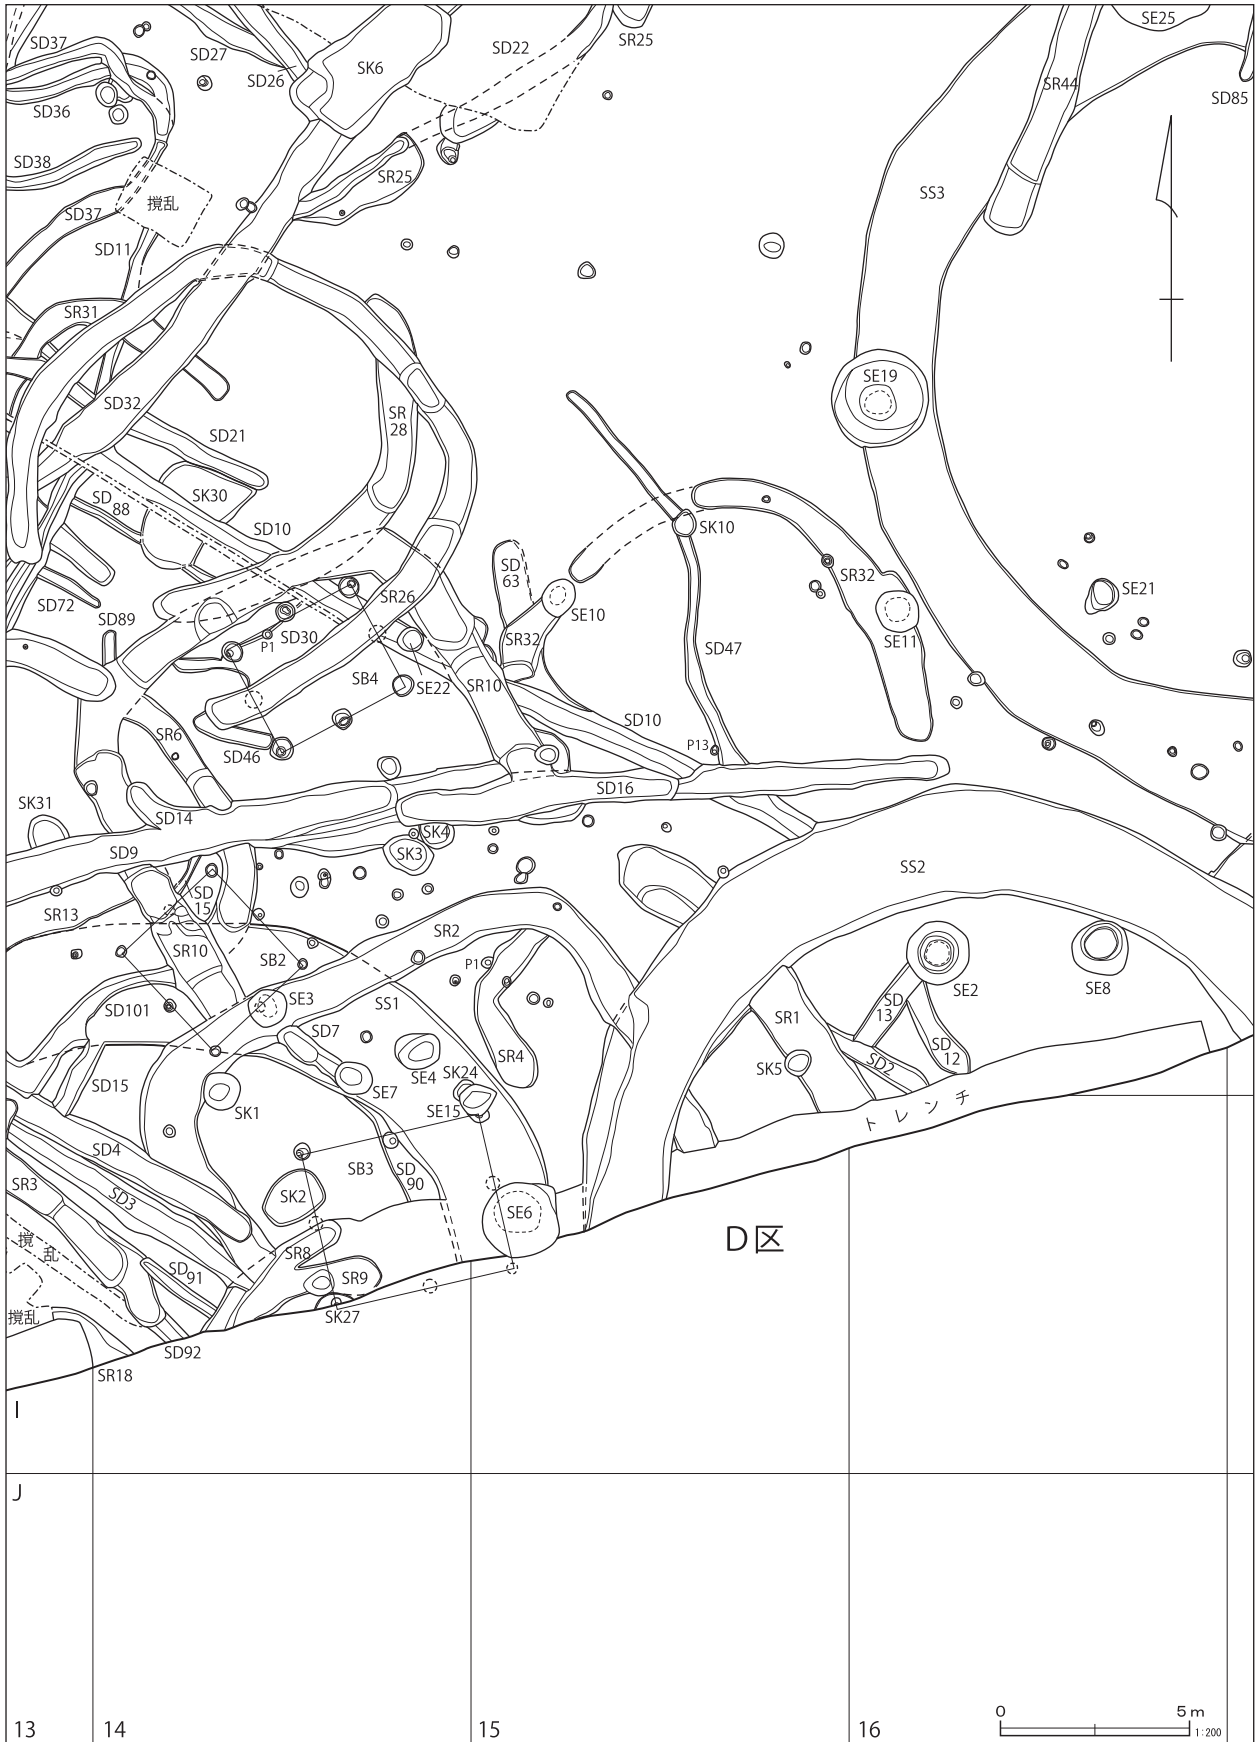 SD37
SD27
SD26
SK6
SD22
SR25
SE25
SD36
SR44
SD85
SD38
SR25
SS3
SD37
撹乱
SD11
SR31
SD32
SE19
SR
28
SD21
SK30
SD
88
SD10
SK10
SD
63
SD72
SR26
SE10
SR32
SE21
SD89
P1
SD30
SR32
SE11
SD47
SB4
SE22
SR10
SR6
SD46
SD10
P13
SD16
SK31
SD14
SK4
SD9
SK3
SS2
SD
15
SR13
SR2
SR10
SB2
P1
SE2
SE8
SD101
SE3
SS1
SD
13
SR1
SD7
SR4
SD
12
SE4
SD2
SK5
SD15
SE7
SK24
SK1
SE15
トレンチ
SD4
SB3
SD
90
SR3
SD3
SK2
SE6
D区
撹
乱
SR8
SD
91
SR9
撹乱
SK27
SD92
SR18
I
J
13
14
15
16
0
5 m
1:200